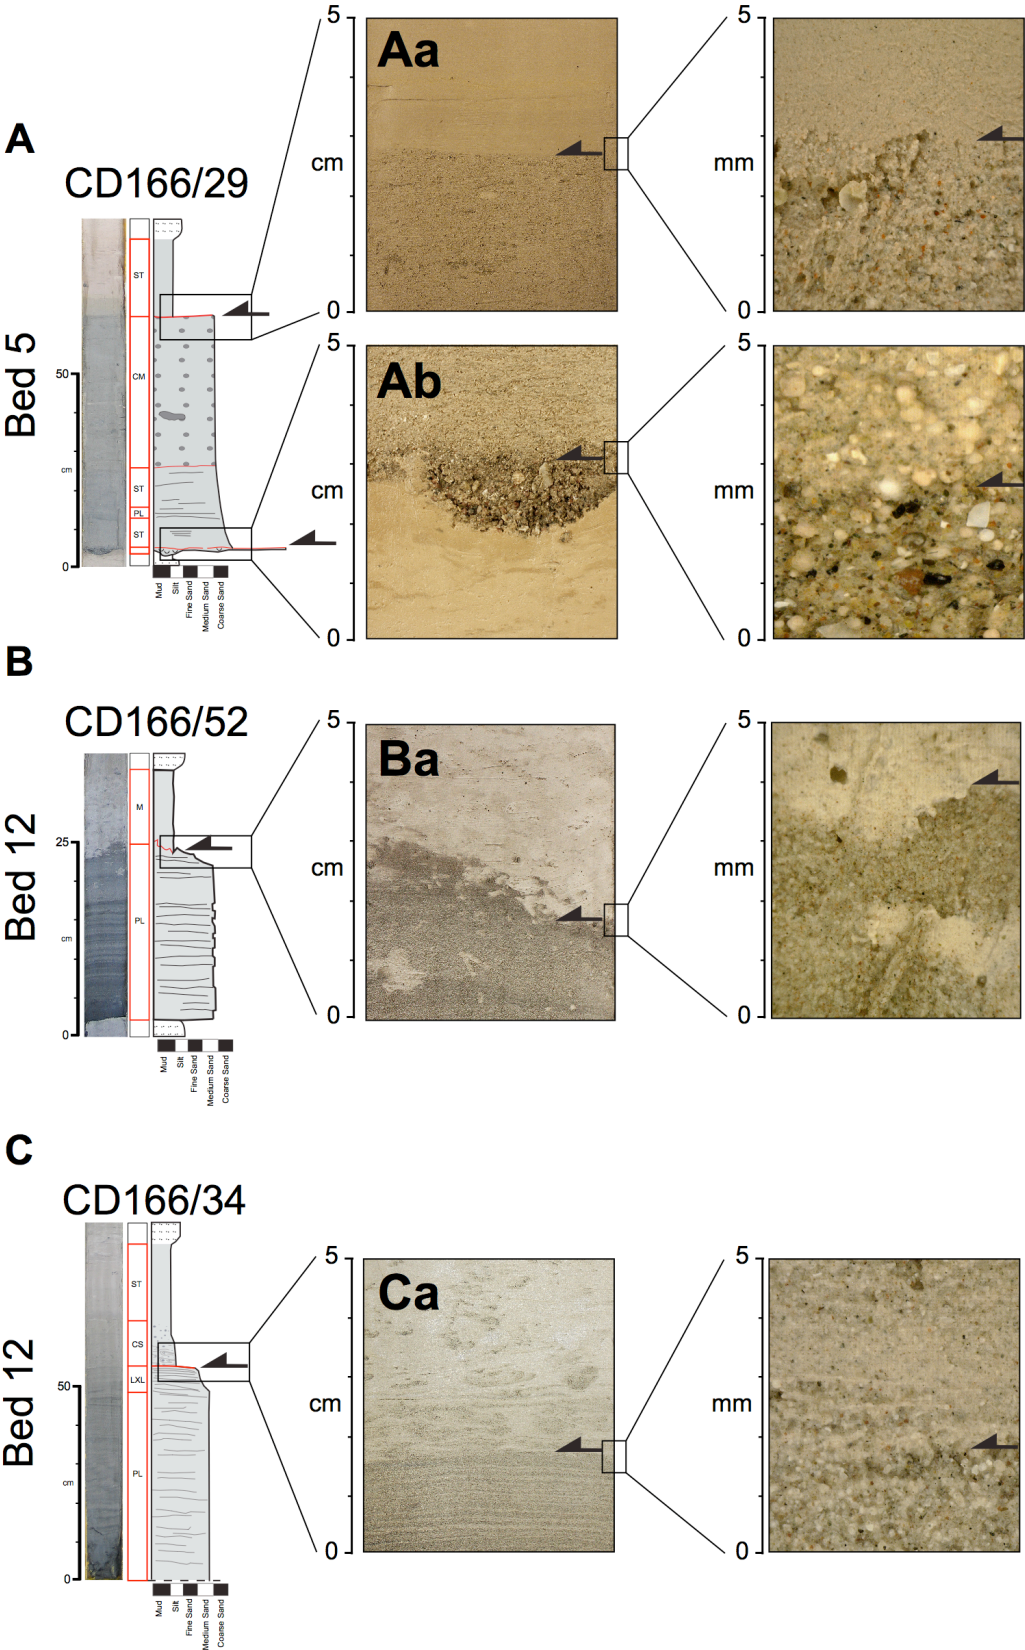 A
CD166/29
Bed 5
50
cm
0
ST
CM
ST
PL
ST
Mud
Silt
Fine Sand
Medium Sand
Coarse Sand
5
cm
0
Aa
5
mm
0
5
cm
0
Ab
5
mm
0
B
CD166/52
Bed 12
25
cm
0
M
PL
Mud
Silt
Fine Sand
Medium Sand
Coarse Sand
5
cm
0
Ba
5
mm
0
C
CD166/34
Bed 12
50
cm
0
ST
CS
LXL
PL
Mud
Silt
Fine Sand
Medium Sand
Coarse Sand
5
cm
0
Ca
5
mm
0